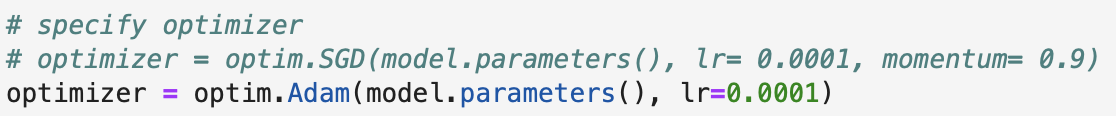 # specify optimizer
# optimizer = optim.SGD(model.parameters(), lr= 0.0001, momentum= 0.9)
optimizer = optim.Adam(model.parameters(), lr=0.0001)